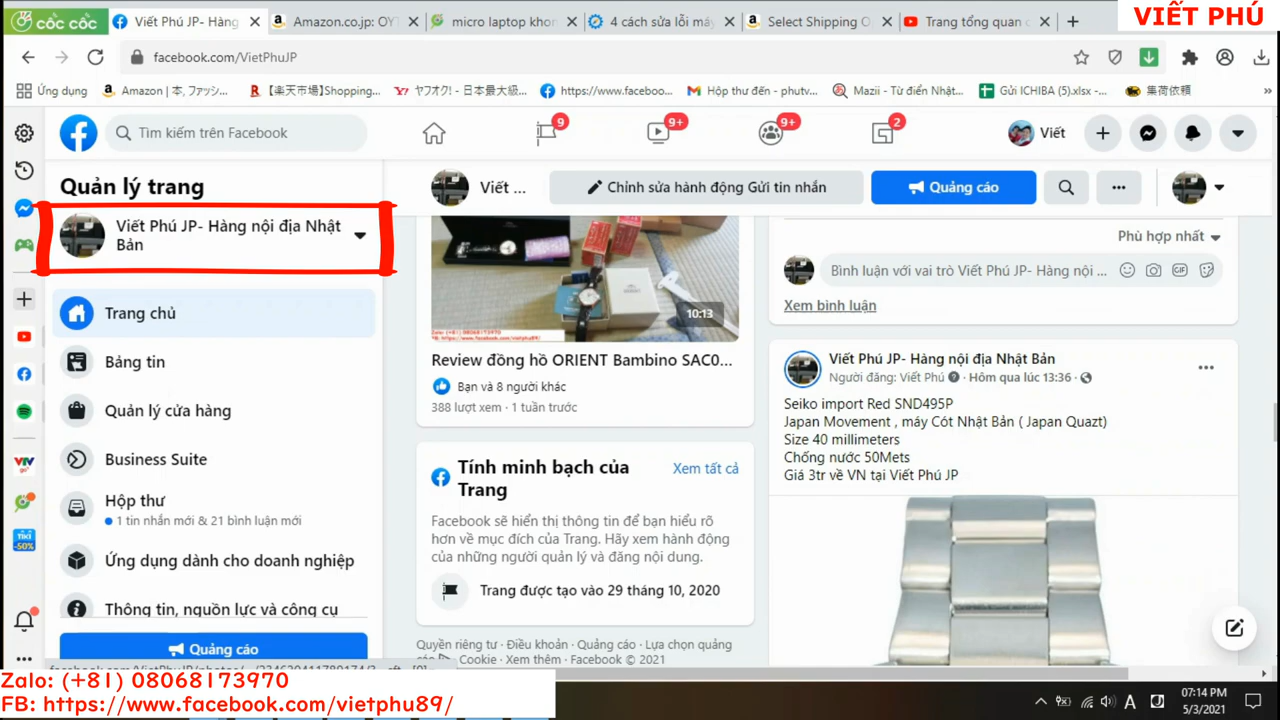 VIẾT PHÚ
cốc cốc
Viết Phú JP- Hàng
Amazon.co.jp: OY
micro laptop khôn
4 cách sửa lỗi má
Select Shipping O
Trang tổng quan c
facebook.com/VietPhuJP
Ứng dụng
Amazon | 本, ファッシ...
【楽天市場】Shopping...
ヤフオク! - 日本最大級...
https://www.faceboo...
Hộp thư đến - phutv...
Mazii - Từ điển Nhật...
Gửi ICHIBA (5).xlsx -...
集荷依頼
»
Tìm kiếm trên Facebook
9
9+
9+
2
Viết
Quản lý trang
Viết Phú JP- Hàng nội địa Nhật
Bản
Trang chủ
Bảng tin
Quản lý cửa hàng
Business Suite
Hộp thư
1 tin nhắn mới & 21 bình luận mới
Ứng dụng dành cho doanh nghiệp
Thông tin, nguồn lực và công cụ
Quảng cáo
Viết ...
Chỉnh sửa hành động Gửi tin nhắn
Quảng cáo
10:13
Review đồng hồ ORIENT Bambino SAC0...
Bạn và 8 người khác
388 lượt xem · 1 tuần trước
Tính minh bạch của
Trang
Xem tất cả
Facebook sẽ hiển thị thông tin để bạn hiểu rõ
hơn về mục đích của Trang. Hãy xem hành động
của những người quản lý và đăng nội dung.
Trang được tạo vào 29 tháng 10, 2020
Quyền riêng tư · Điều khoản · Quảng cáo · Lựa chọn quảng
cáo · Cookie · Xem thêm · Facebook © 2021
Phù hợp nhất
Bình luận với vai trò Viết Phú JP- Hàng nội ...
GIF
Xem bình luận
Viết Phú JP- Hàng nội địa Nhật Bản
Người đăng: Viết Phú · Hôm qua lúc 13:36 ·
Seiko import Red SND495P
Japan Movement , máy Cót Nhật Bản ( Japan Quazt)
Size 40 millimeters
Chống nước 50Mets
Giá 3tr về VN tại Viết Phú JP
Zalo: (+81) 08068173970
FB: https://www.facebook.com/vietphu89/
A
07:14 PM
5/3/2021